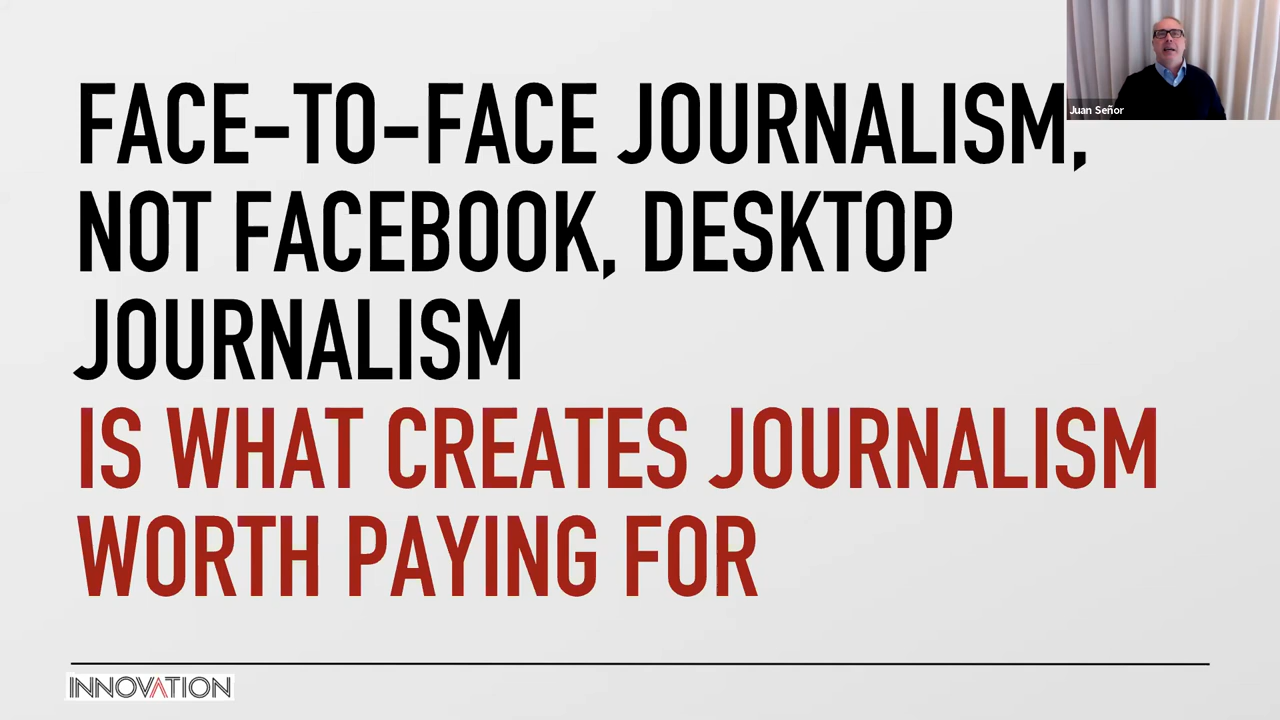 FACE-TO-FACE JOURNALISM,
NOT FACEBOOK, DESKTOP
JOURNALISM
IS WHAT CREATES JOURNALISM
WORTH PAYING FOR
Juan Señor
INNOVATION